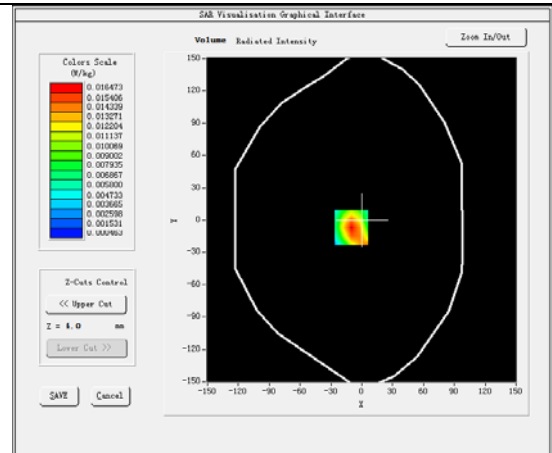 SAR Visualisation Graphical Interface
Volume Radiated Intensity
Zoom In/Out
Colors Scale
(W/kg)
0.016473
0.015406
0.014339
0.013271
0.012204
0.011137
0.010069
0.009002
0.007935
0.006867
0.005800
0.004733
0.003665
0.002598
0.001531
0.000463
Z-Cuts Control
<< Upper Cut
Z = 4.0 mm
Lower Cut >>
SAVE
Cancel
150
120
90
60
30
0
-30
-60
-90
-120
-150
Y
-150 -120 -90 -60 -30 0 30 60 90 120 150
X